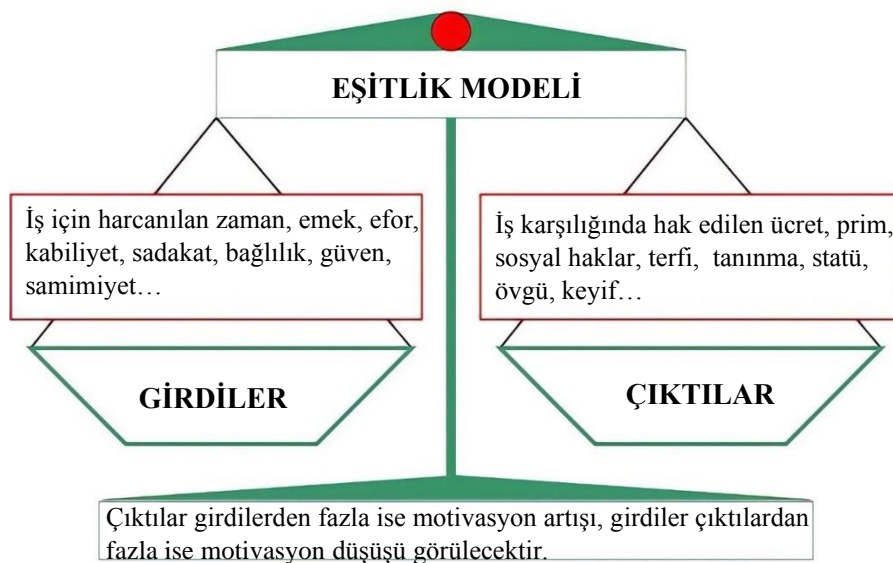 EŞİTLİK MODELİ
İş için harcanılan zaman, emek, efor,
kabiliyet, sadakat, bağlılık, güven,
samimiyet…
İş karşılığında hak edilen ücret, prim,
sosyal haklar, terfi, tanınma, statü,
övgü, keyif…
GİRDİLER
ÇIKTILAR
Çıktılar girdilerden fazla ise motivasyon artışı, girdiler çıktılardan
fazla ise motivasyon düşüşü görülecektir.